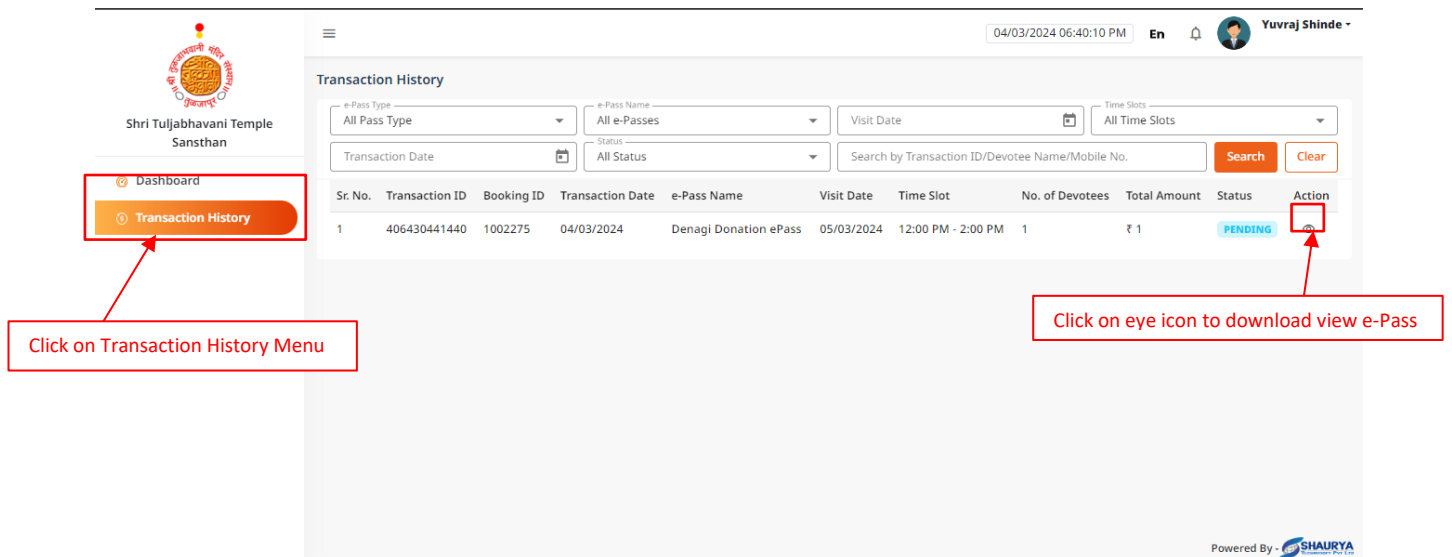 श्री तुळजाभवानी मंदिर संस्थान
तुळजापूर
Shri Tuljabhavani Temple
Sansthan
Dashboard
Transaction History
04/03/2024 06:40:10 PM En Yuvraj Shinde
Transaction History
e-Pass Type e-Pass Name Time Slots
All Pass Type All e-Passes Visit Date All Time Slots
Status
Transaction Date All Status Search by Transaction ID/Devotee Name/Mobile No. Search Clear
Sr. No. Transaction ID Booking ID Transaction Date e-Pass Name Visit Date Time Slot No. of Devotees Total Amount Status Action
1 406430441440 1002275 04/03/2024 Denagi Donation ePass 05/03/2024 12:00 PM - 2:00 PM 1 ₹ 1 PENDING
Click on Transaction History Menu
Click on eye icon to download view e-Pass
Powered By - SHAURYA